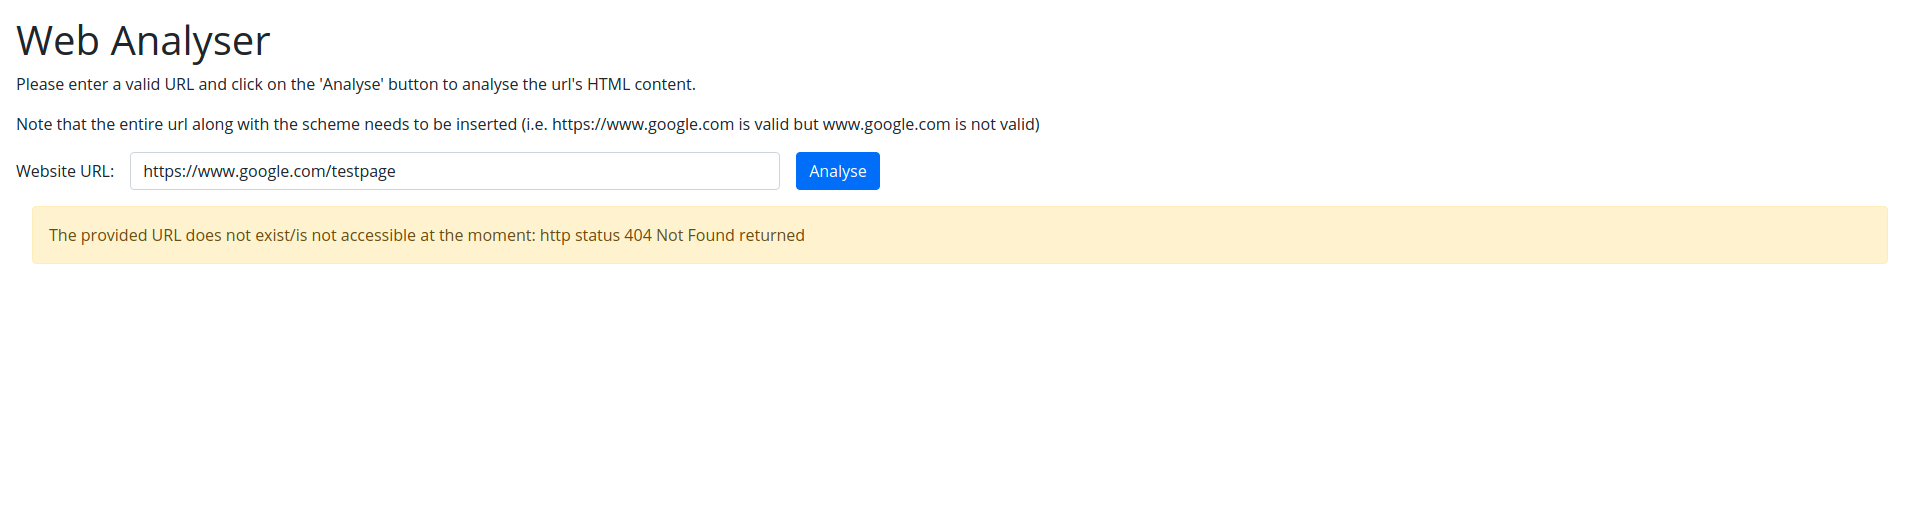 Web Analyser
Please enter a valid URL and click on the 'Analyse' button to analyse the url's HTML content.
Note that the entire url along with the scheme needs to be inserted (i.e. https://www.google.com is valid but www.google.com is not valid)
Website URL: https://www.google.com/testpage Analyse
The provided URL does not exist/is not accessible at the moment: http status 404 Not Found returned